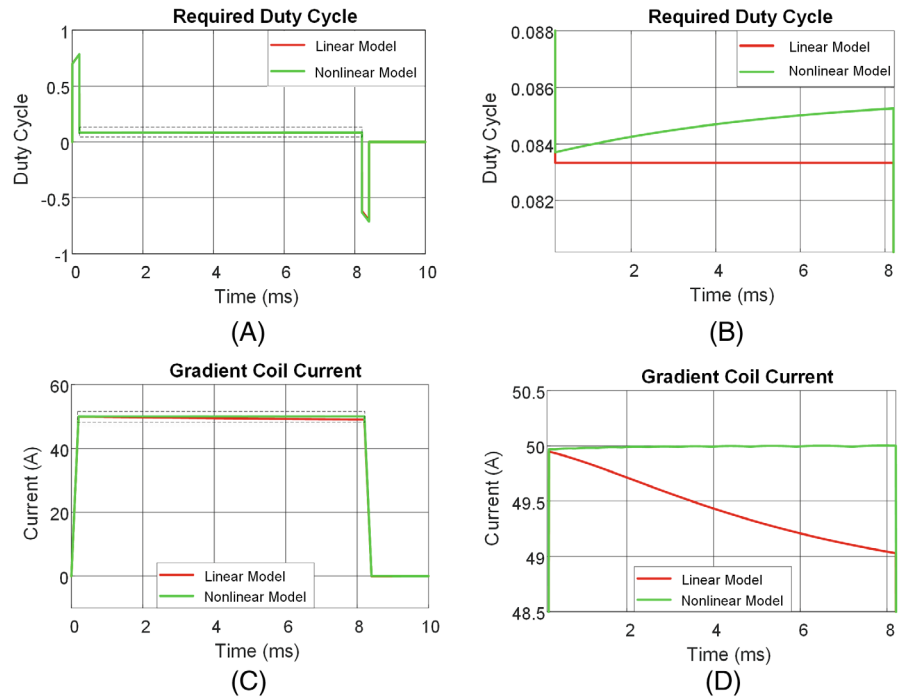 Required Duty Cycle
Duty Cycle
1
0.5
0
-0.5
-1
Linear Model
Nonlinear Model
0 2 4 6 8 10
Time (ms)
(A)
Required Duty Cycle
Duty Cycle
0.088
0.086
0.084
0.082
Linear Model
Nonlinear Model
2 4 6 8
Time (ms)
(B)
Gradient Coil Current
Current (A)
60
40
20
0
Linear Model
Nonlinear Model
0 2 4 6 8 10
Time (ms)
(C)
Gradient Coil Current
Current (A)
50.5
50
49.5
49
48.5
Linear Model
Nonlinear Model
2 4 6 8
Time (ms)
(D)